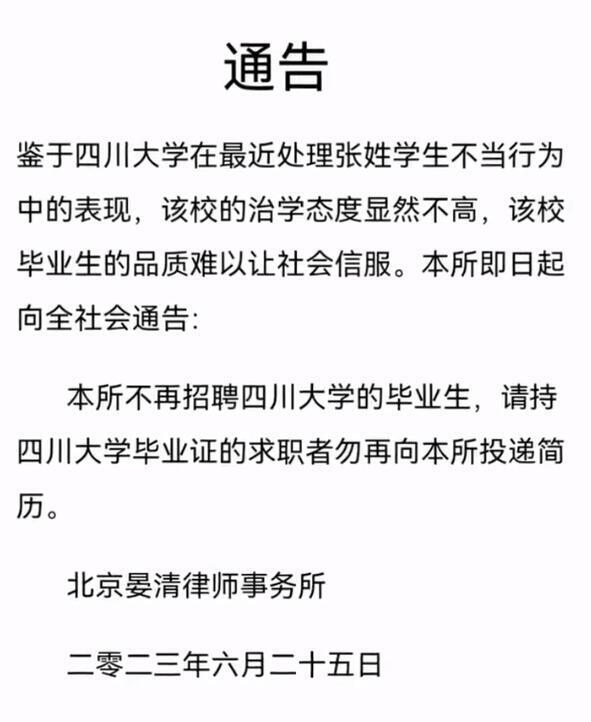 通告
鉴于四川大学在最近处理张姓学生不当行为
中的表现，该校的治学态度显然不高，该校
毕业生的品质难以让社会信服。本所即日起
向全社会通告：
本所不再招聘四川大学的毕业生，请持
四川大学毕业证的求职者勿再向本所投递简
历。
北京晏清律师事务所
二零二三年六月二十五日